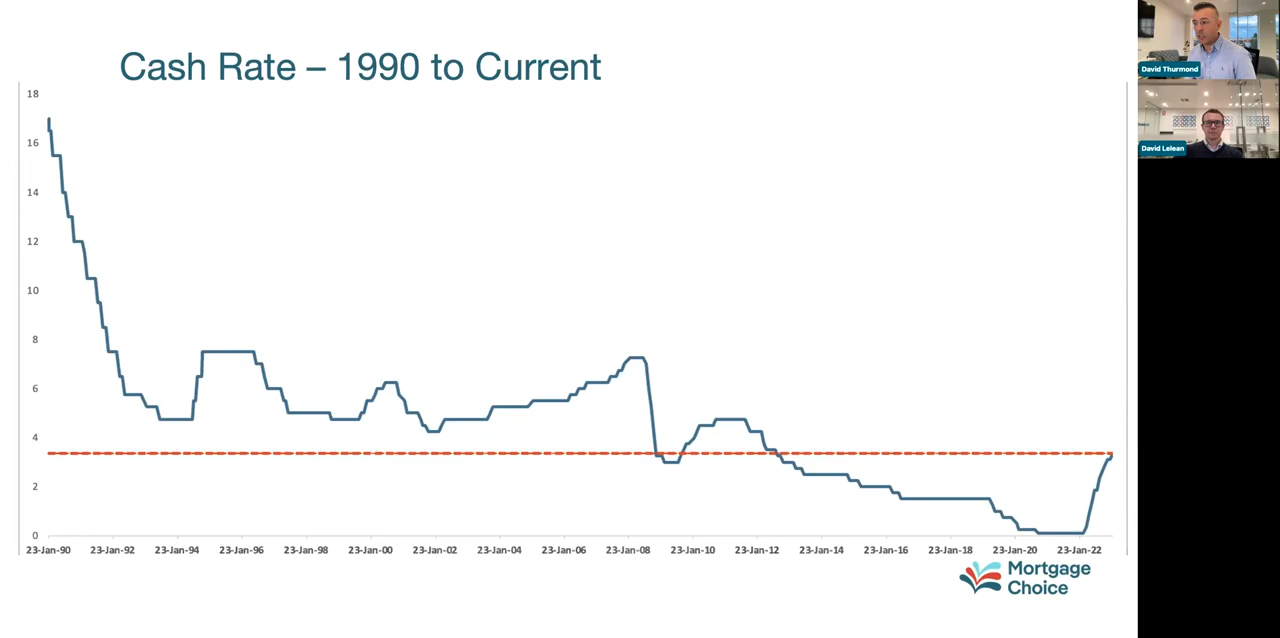 Cash Rate – 1990 to Current
18
16
14
12
10
8
6
4
2
0
23-Jan-90 23-Jan-92 23-Jan-94 23-Jan-96 23-Jan-98 23-Jan-00 23-Jan-02 23-Jan-04 23-Jan-06 23-Jan-08 23-Jan-10 23-Jan-12 23-Jan-14 23-Jan-16 23-Jan-18 23-Jan-20 23-Jan-22
Mortgage
Choice
David Thurmond
David Lelean